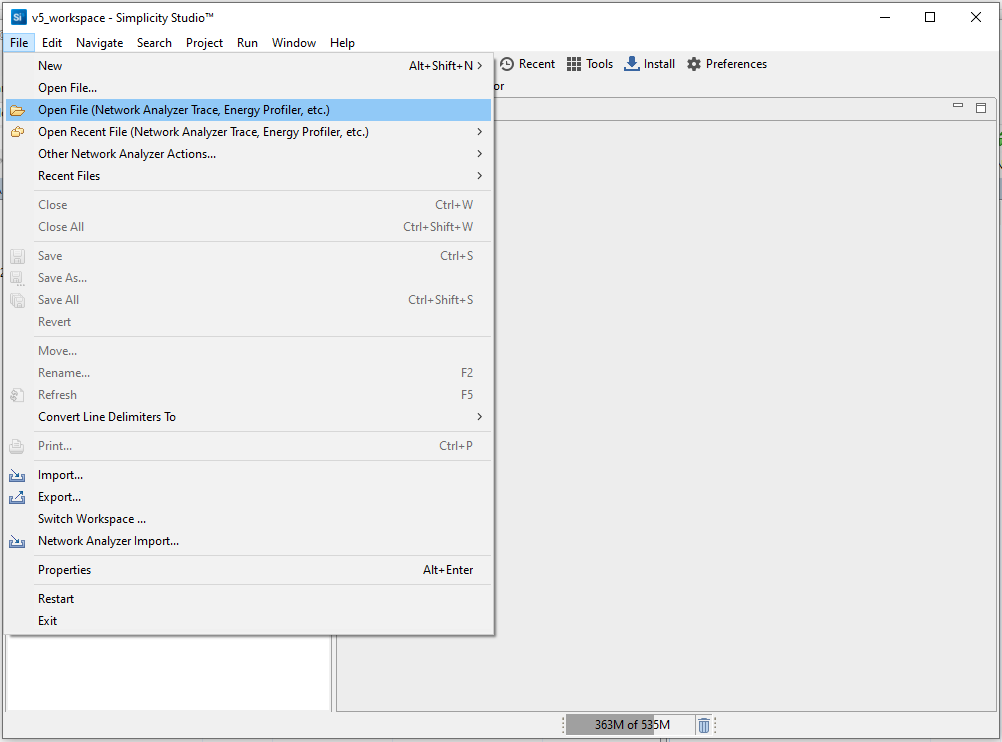 Si v5_workspace - Simplicity Studio™
File Edit Navigate Search Project Run Window Help
Recent Tools Install Preferences
or
New Alt+Shift+N >
Open File...
Open File (Network Analyzer Trace, Energy Profiler, etc.)
Open Recent File (Network Analyzer Trace, Energy Profiler, etc.) >
Other Network Analyzer Actions... >
Recent Files >
Close Ctrl+W
Close All Ctrl+Shift+W
Save Ctrl+S
Save As...
Save All Ctrl+Shift+S
Revert
Move...
Rename... F2
Refresh F5
Convert Line Delimiters To >
Print... Ctrl+P
Import...
Export...
Switch Workspace ...
Network Analyzer Import...
Properties Alt+Enter
Restart
Exit
363M of 535M